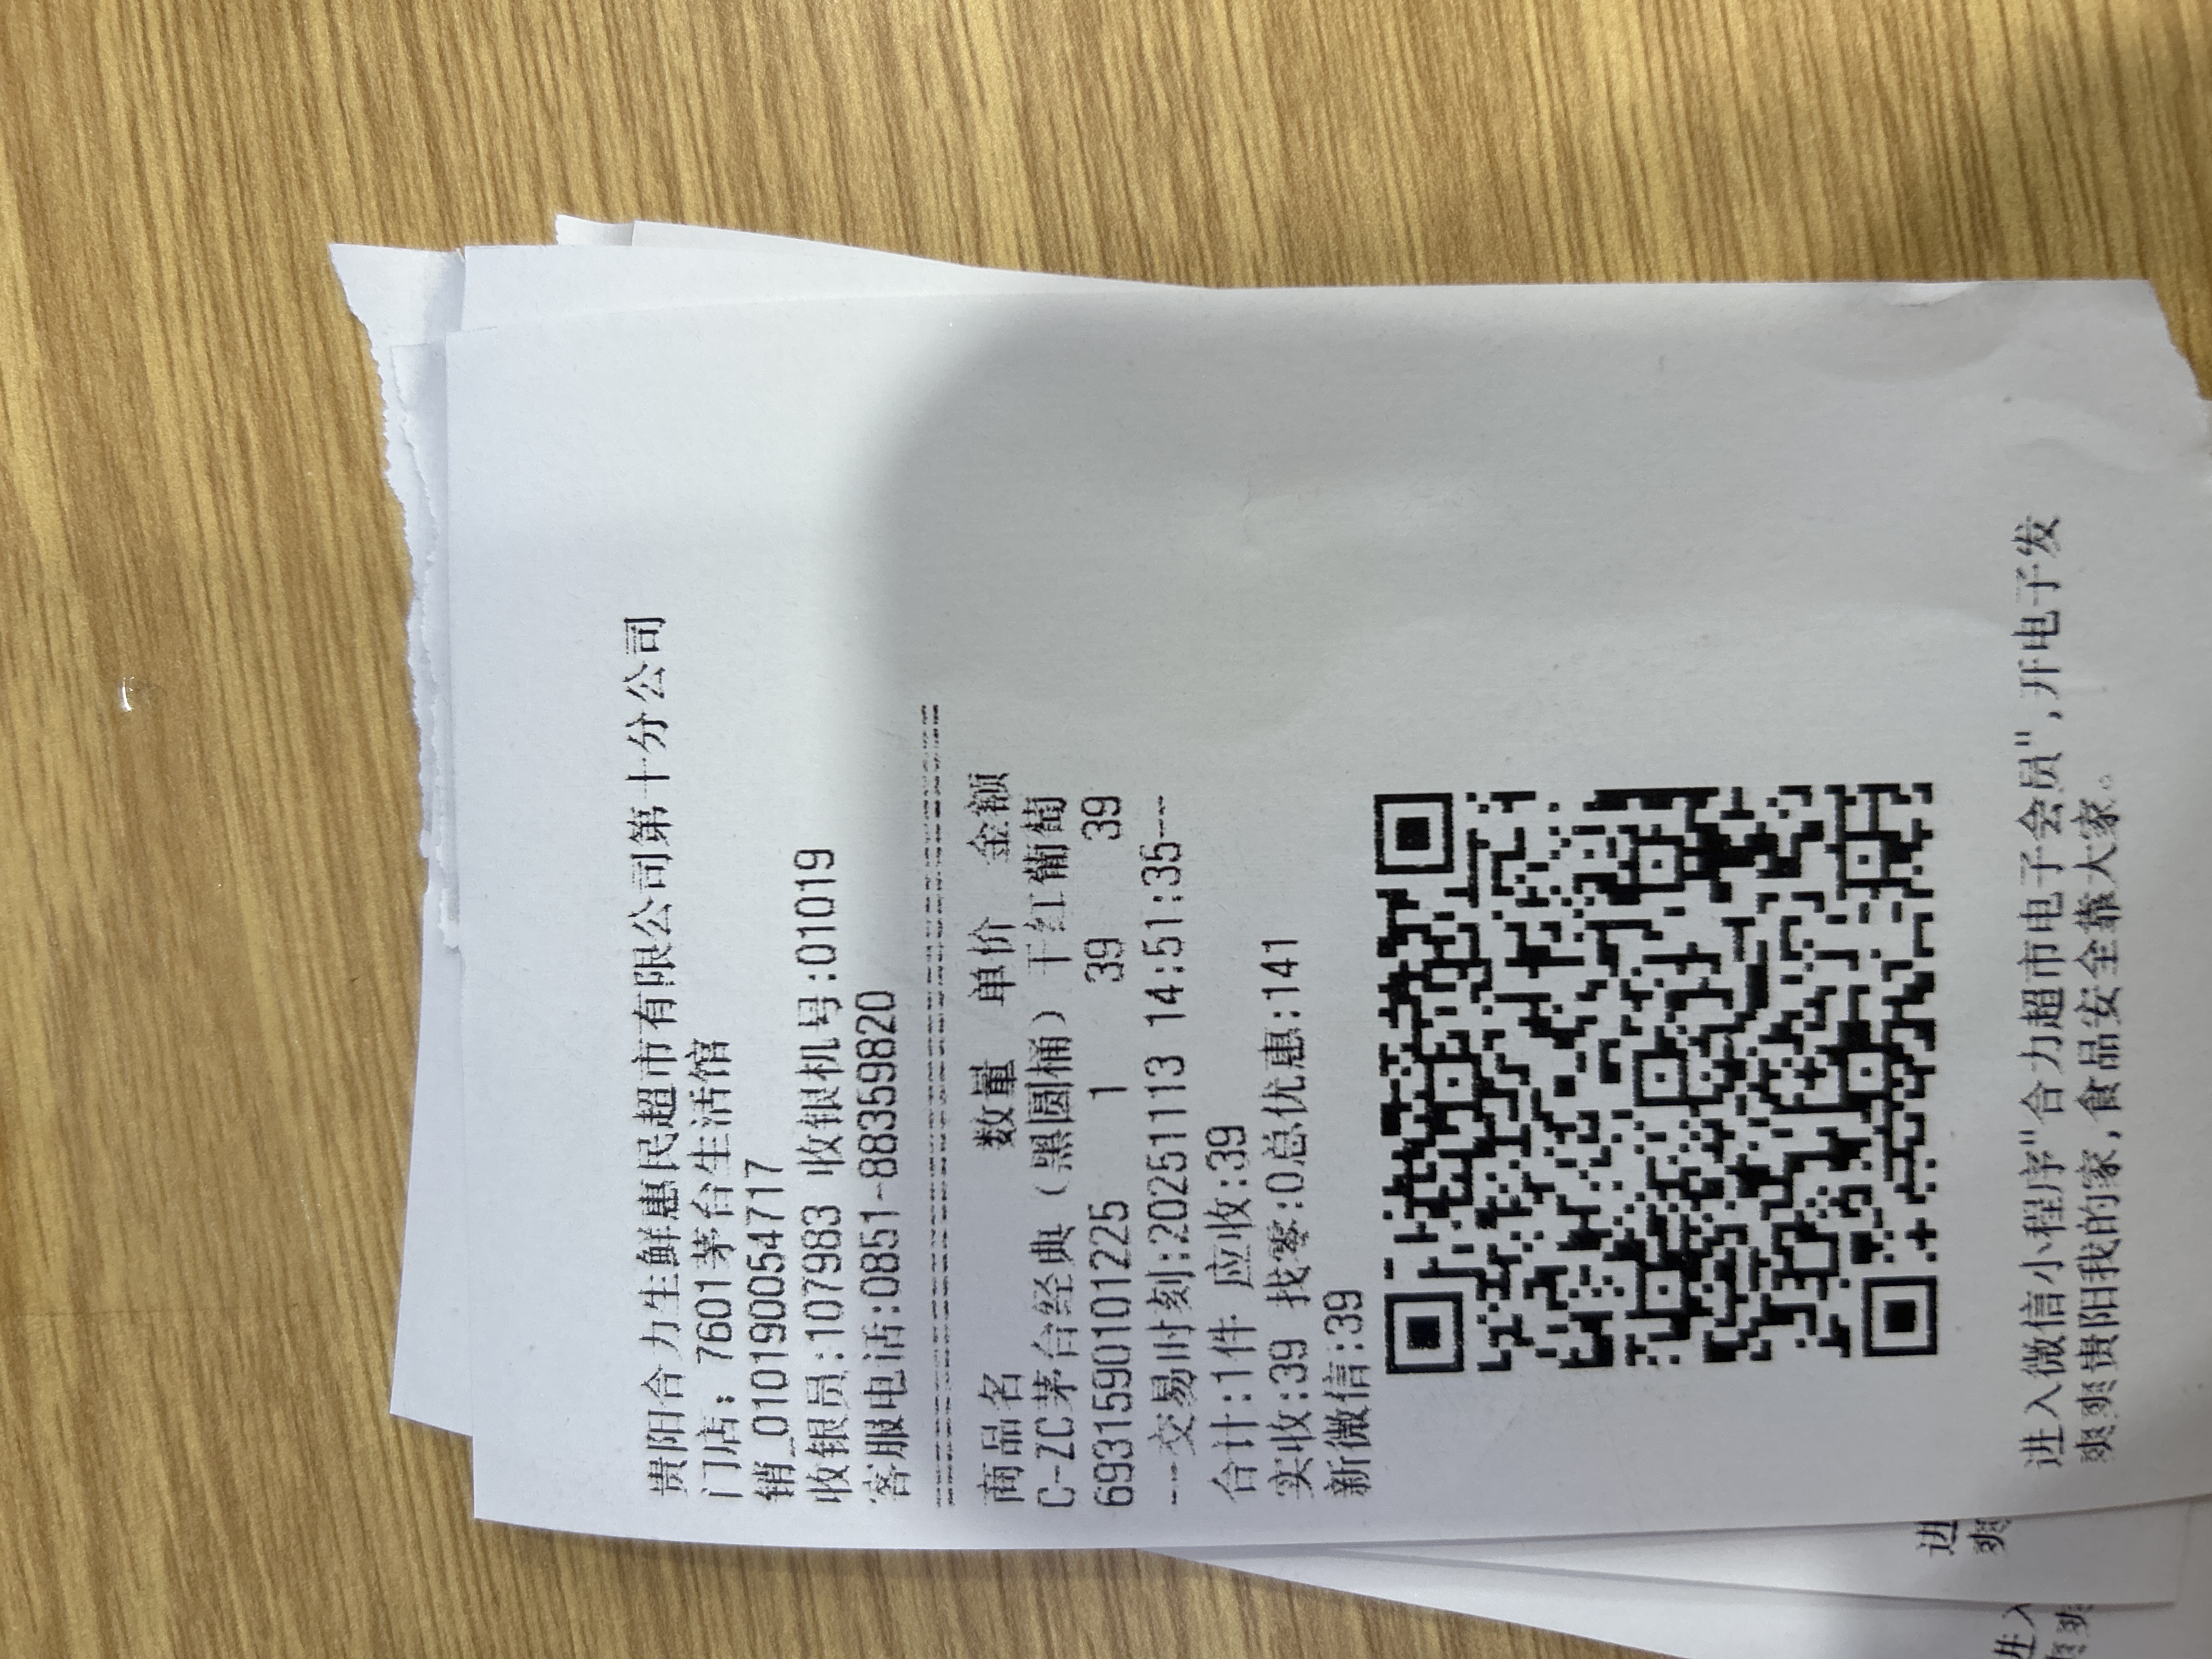 贵阳合力生鲜惠民超市有限公司第十分公司
门店: 7601茅台生活馆
销_010190054717
收银员:107983 收银机号:01019
客服电话:0851-88359820
商品名 数量 单价 金额
C-ZC茅台经典（黑圆桶）干红葡萄
6931590101225 1 39 39
---交易时刻:20251113 14:51:35---
合计:1件 应收:39
实收:39 找零:0总优惠:141
新微信:39
进入微信小程序"合力超市电子会员",开电子发
爽爽贵阳我的家,食品安全靠大家。
进
爽
进入
爽爽